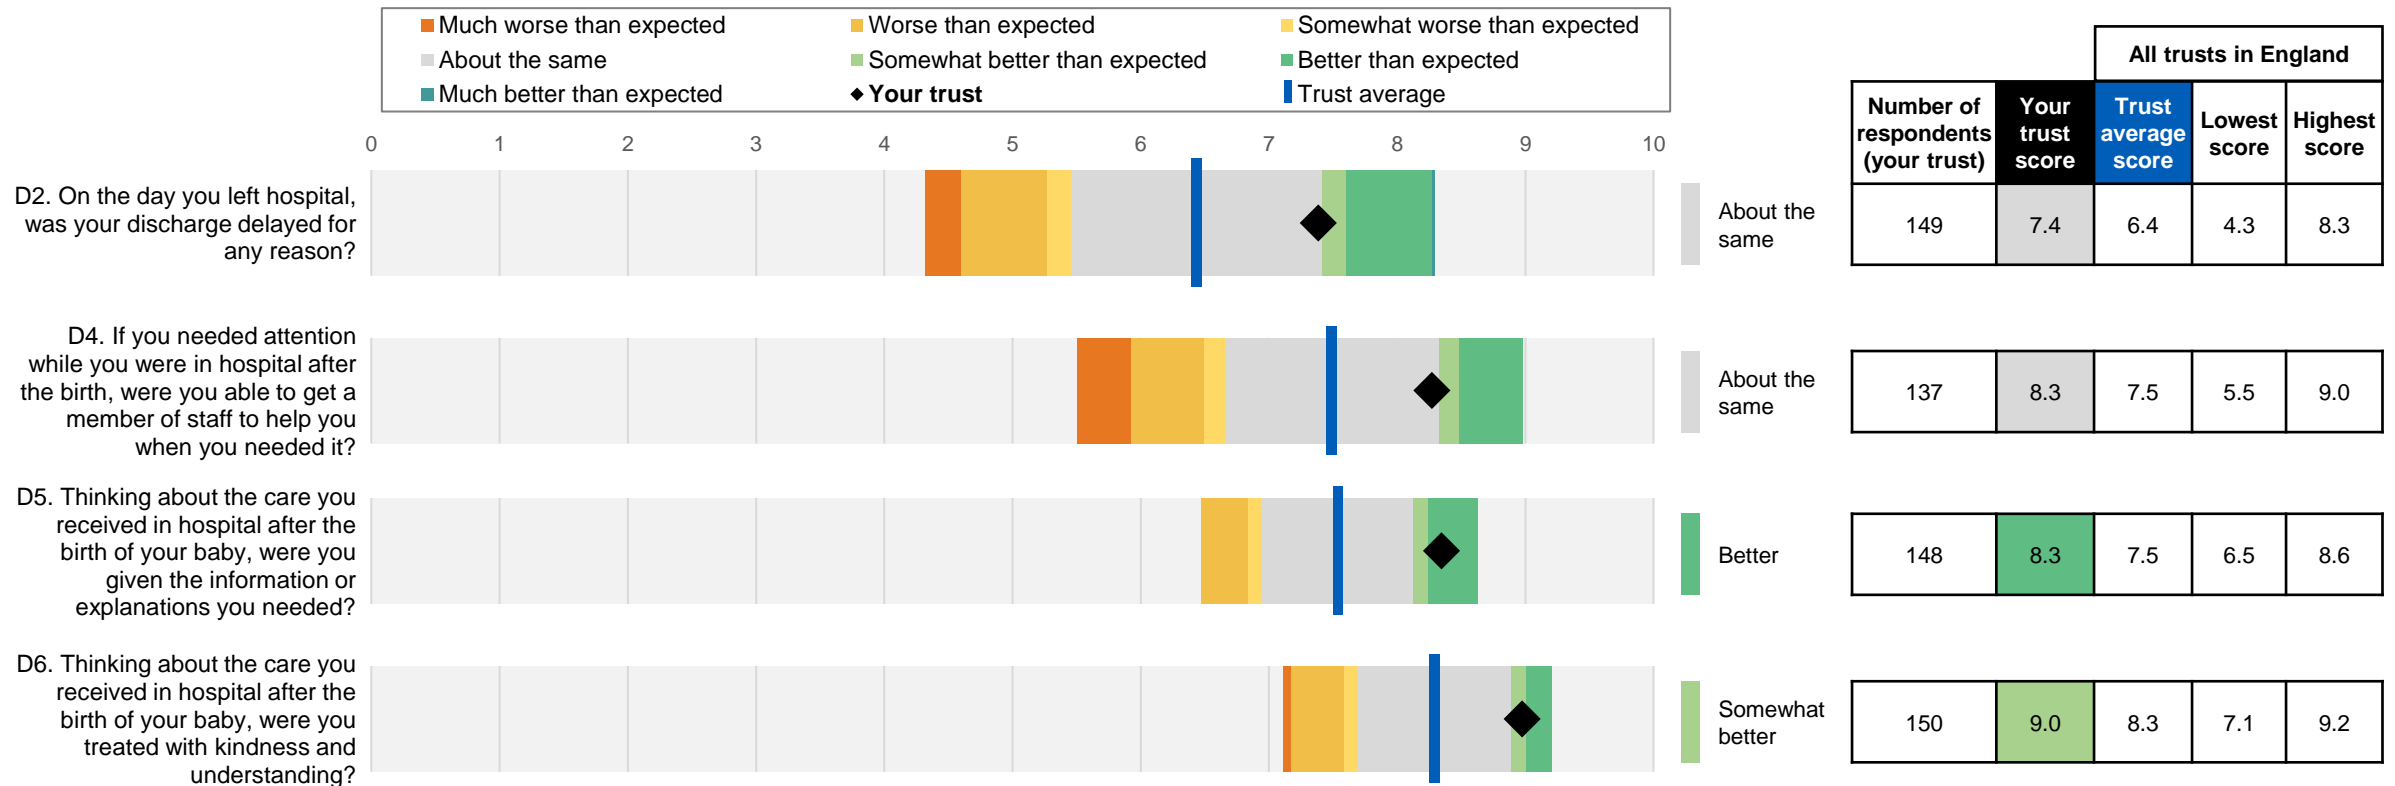 Much worse than expected
Worse than expected
Somewhat worse than expected
About the same
Somewhat better than expected
Better than expected
Much better than expected
Your trust
Trust average
All trusts in England
Number of
respondents
(your trust)
Your
trust
score
Trust
average
score
Lowest
score
Highest
score
0 1 2 3 4 5 6 7 8 9 10
D2. On the day you left hospital,
was your discharge delayed for
any reason?
About the
same
149 7.4 6.4 4.3 8.3
D4. If you needed attention
while you were in hospital after
the birth, were you able to get a
member of staff to help you
when you needed it?
About the
same
137 8.3 7.5 5.5 9.0
D5. Thinking about the care you
received in hospital after the
birth of your baby, were you
given the information or
explanations you needed?
Better
148 8.3 7.5 6.5 8.6
D6. Thinking about the care you
received in hospital after the
birth of your baby, were you
treated with kindness and
understanding?
Somewhat
better
150 9.0 8.3 7.1 9.2